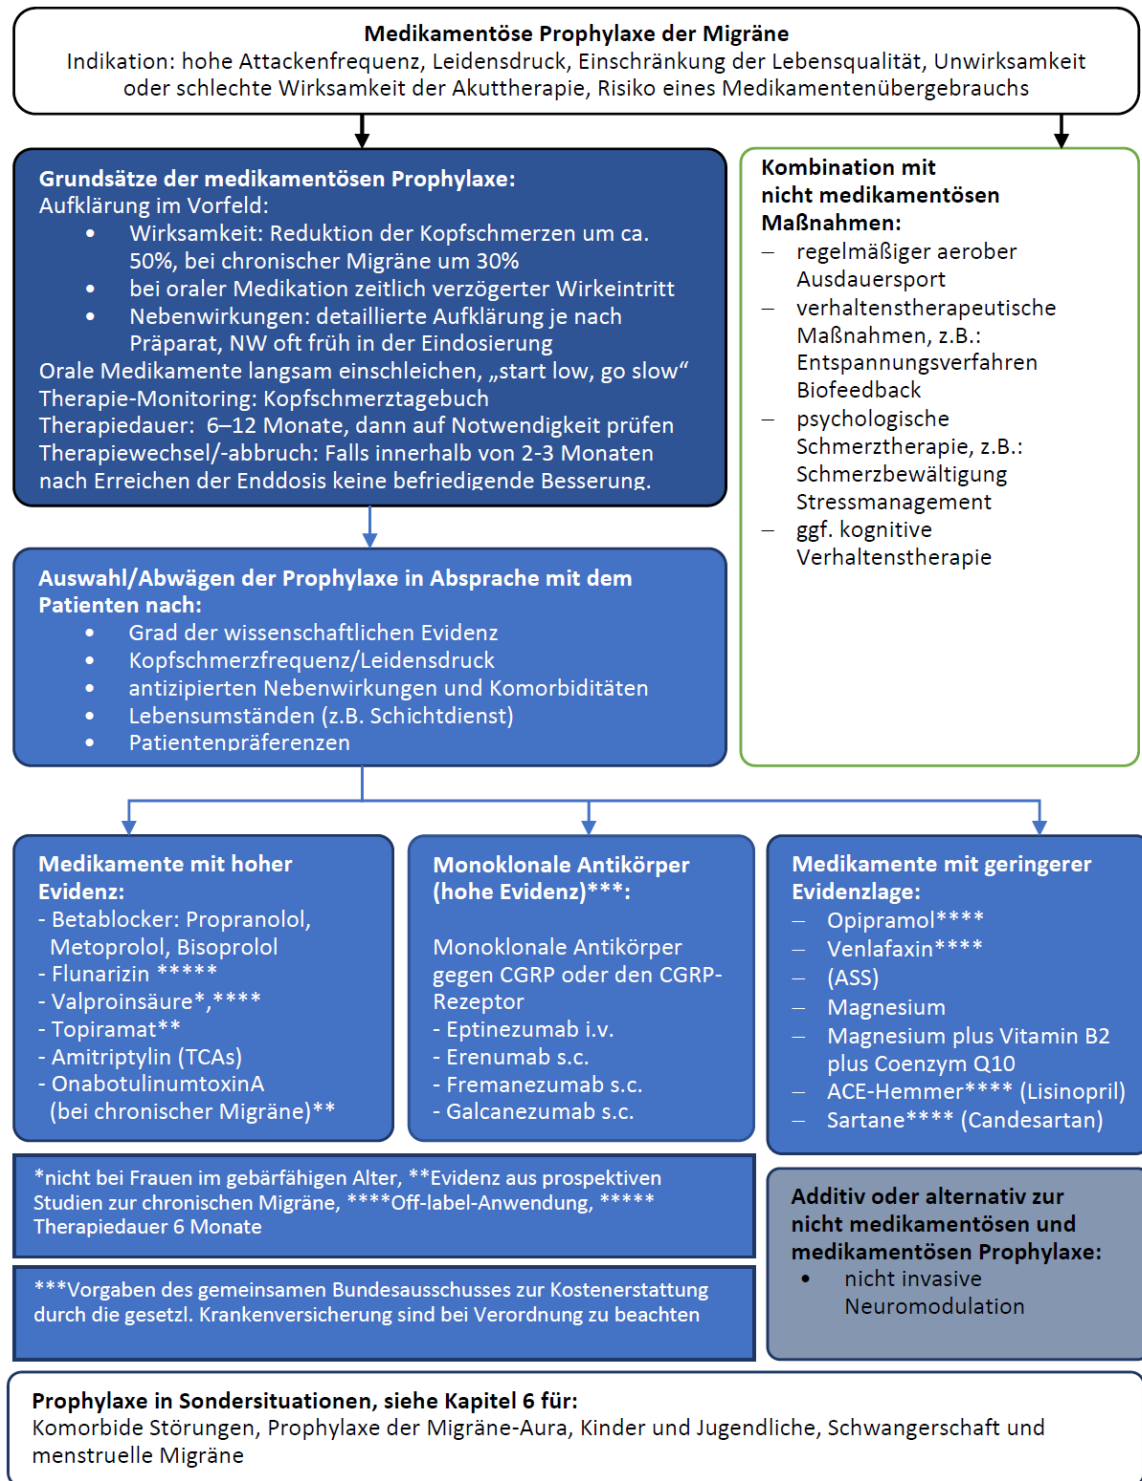 Medikamentöse Prophylaxe der Migräne
Indikation: hohe Attackenfrequenz, Leidensdruck, Einschränkung der Lebensqualität, Unwirksamkeit
oder schlechte Wirksamkeit der Akuttherapie, Risiko eines Medikamentenübergebrauchs
Grundsätze der medikamentösen Prophylaxe:
Aufklärung im Vorfeld:
• Wirksamkeit: Reduktion der Kopfschmerzen um ca.
50%, bei chronischer Migräne um 30%
• bei oraler Medikation zeitlich verzögerter Wirkeintritt
• Nebenwirkungen: detaillierte Aufklärung je nach
Präparat, NW oft früh in der Eindosierung
Orale Medikamente langsam einschleichen, „start low, go slow“
Therapie-Monitoring: Kopfschmerztagebuch
Therapiedauer: 6–12 Monate, dann auf Notwendigkeit prüfen
Therapiewechsel/-abbruch: Falls innerhalb von 2-3 Monaten
nach Erreichen der Enddosis keine befriedigende Besserung.
Kombination mit
nicht medikamentösen
Maßnahmen:
– regelmäßiger aerober
Ausdauersport
– verhaltenstherapeutische
Maßnahmen, z.B.:
Entspannungsverfahren
Biofeedback
– psychologische
Schmerztherapie, z.B.:
Schmerzbewältigung
Stressmanagement
– ggf. kognitive
Verhaltenstherapie
Auswahl/Abwägen der Prophylaxe in Absprache mit dem
Patienten nach:
• Grad der wissenschaftlichen Evidenz
• Kopfschmerzfrequenz/Leidensdruck
• antizipierten Nebenwirkungen und Komorbiditäten
• Lebensumständen (z.B. Schichtdienst)
• Patientenpräferenzen
Medikamente mit hoher
Evidenz:
- Betablocker: Propranolol,
Metoprolol, Bisoprolol
- Flunarizin *****
- Valproinsäure*,****
- Topiramat**
- Amitriptylin (TCAs)
- OnabotulinumtoxinA
(bei chronischer Migräne)**
Monoklonale Antikörper
(hohe Evidenz)***:
Monoklonale Antikörper
gegen CGRP oder den CGRP-
Rezeptor
- Eptinezumab i.v.
- Erenumab s.c.
- Fremanezumab s.c.
- Galcanezumab s.c.
Medikamente mit geringerer
Evidenzlage:
– Opipramol****
– Venlafaxin****
– (ASS)
– Magnesium
– Magnesium plus Vitamin B2
plus Coenzym Q10
– ACE-Hemmer**** (Lisinopril)
– Sartane**** (Candesartan)
*nicht bei Frauen im gebärfähigen Alter, **Evidenz aus prospektiven
Studien zur chronischen Migräne, ****Off-label-Anwendung, *****
Therapiedauer 6 Monate
***Vorgaben des gemeinsamen Bundesausschusses zur Kostenerstattung
durch die gesetzl. Krankenversicherung sind bei Verordnung zu beachten
Additiv oder alternativ zur
nicht medikamentösen und
medikamentösen Prophylaxe:
• nicht invasive
Neuromodulation
Prophylaxe in Sondersituationen, siehe Kapitel 6 für:
Komorbide Störungen, Prophylaxe der Migräne-Aura, Kinder und Jugendliche, Schwangerschaft und
menstruelle Migräne